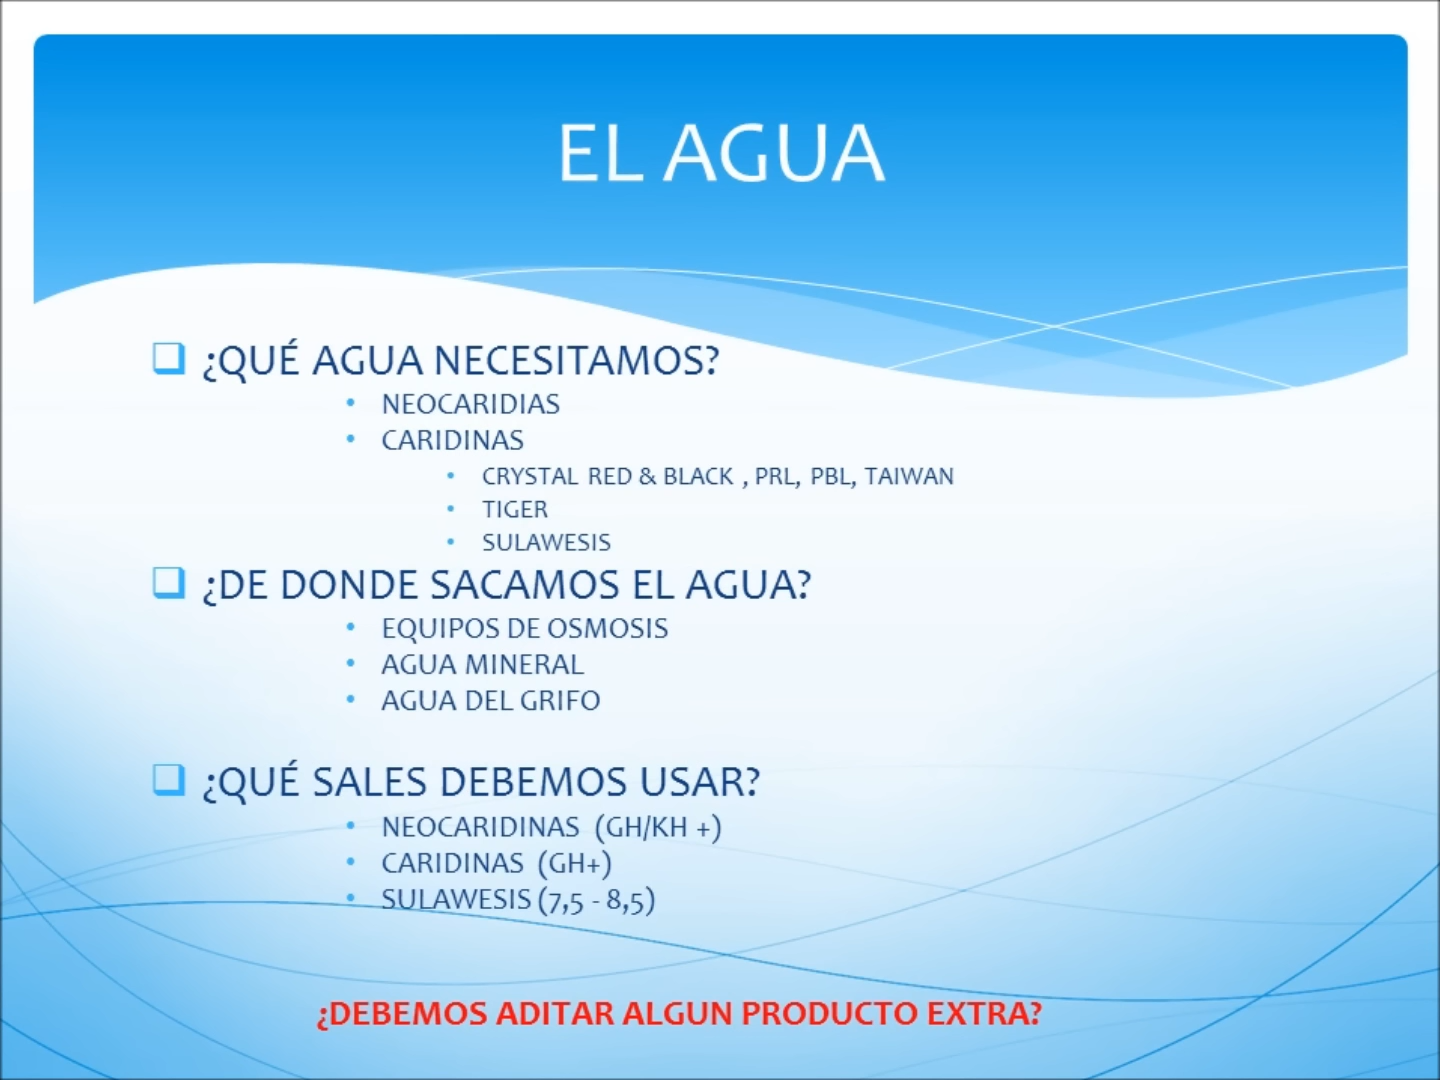 EL AGUA
¿QUÉ AGUA NECESITAMOS?
• NEOCARIDIAS
• CARIDINAS
• CRYSTAL RED & BLACK , PRL, PBL, TAIWAN
• TIGER
• SULAWESIS
¿DE DONDE SACAMOS EL AGUA?
• EQUIPOS DE OSMOSIS
• AGUA MINERAL
• AGUA DEL GRIFO
¿QUÉ SALES DEBEMOS USAR?
• NEOCARIDINAS (GH/KH +)
• CARIDINAS (GH+)
• SULAWESIS (7,5 - 8,5)
¿DEBEMOS ADITAR ALGUN PRODUCTO EXTRA?